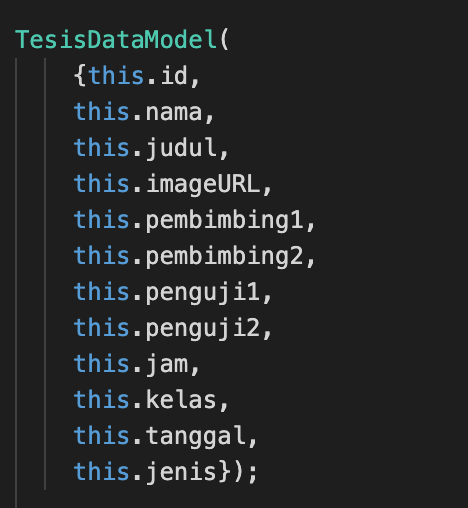 TesisDataModel(
{this.id,
this.nama,
this.judul,
this.imageURL,
this.pembimbing1,
this.pembimbing2,
this.penguji1,
this.penguji2,
this.jam,
this.kelas,
this.tanggal,
this.jenis});